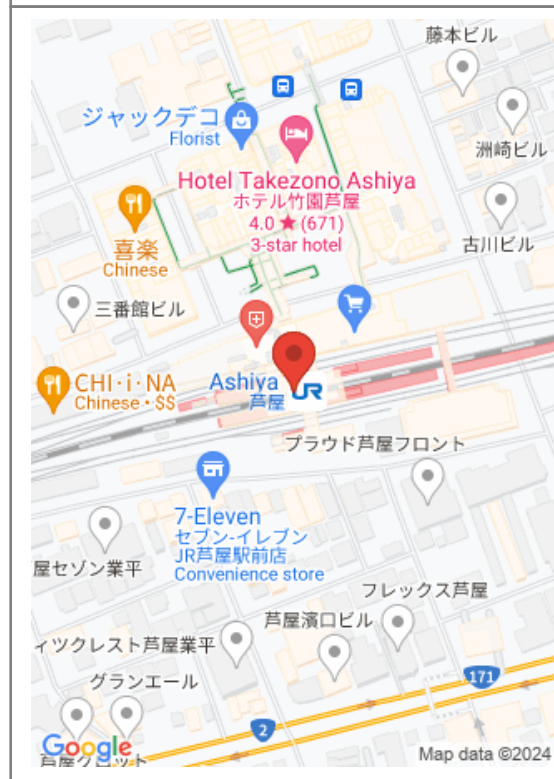 藤本ビル
ジャックデコ
Florist
洲崎ビル
Hotel Takezono Ashiya
ホテル竹園芦屋
4.0 ★ (671)
3-star hotel
喜楽
Chinese
古川ビル
三番館ビル
CHI·i·NA
Chinese · $$
Ashiya
芦屋
JR
プラウド芦屋フロント
7-Eleven
セブン-イレブン
JR芦屋駅前店
Convenience store
屋セゾン業平
フレックス芦屋
芦屋濱口ビル
ィツクレスト芦屋業平
171
グランエール
2
Google
Map data ©2024